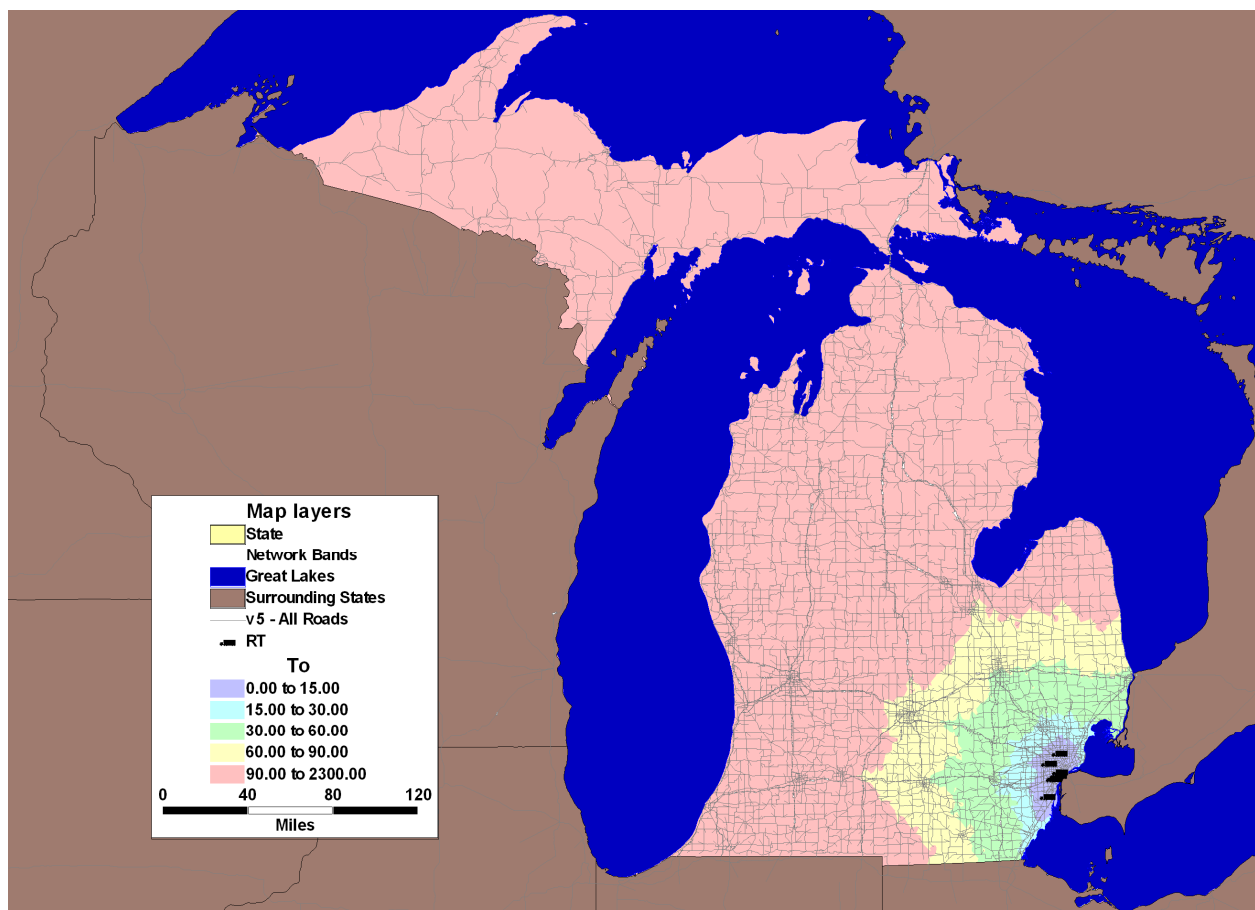 Map layers
State
Network Bands
Great Lakes
Surrounding States
v5 - All Roads
RT
To
0.00 to 15.00
15.00 to 30.00
30.00 to 60.00
60.00 to 90.00
90.00 to 2300.00
0 40 80 120
Miles